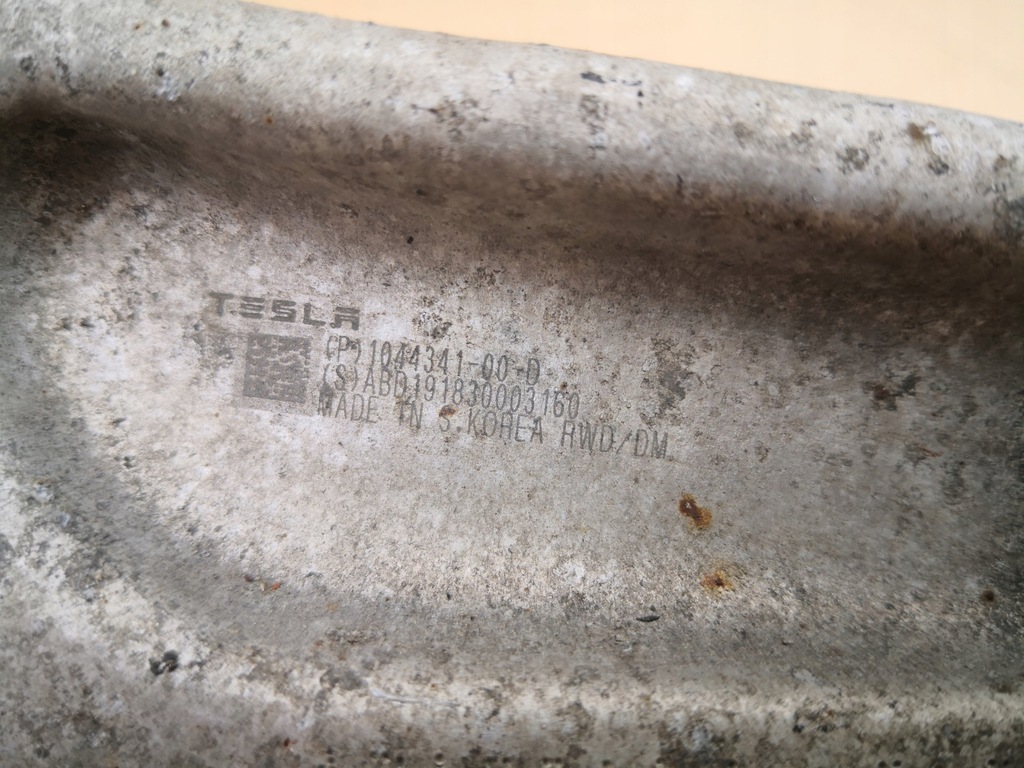 TESLA
(P)1044341-00-D
(S)ABD191830003160
MADE IN S.KOREA RWD/DM